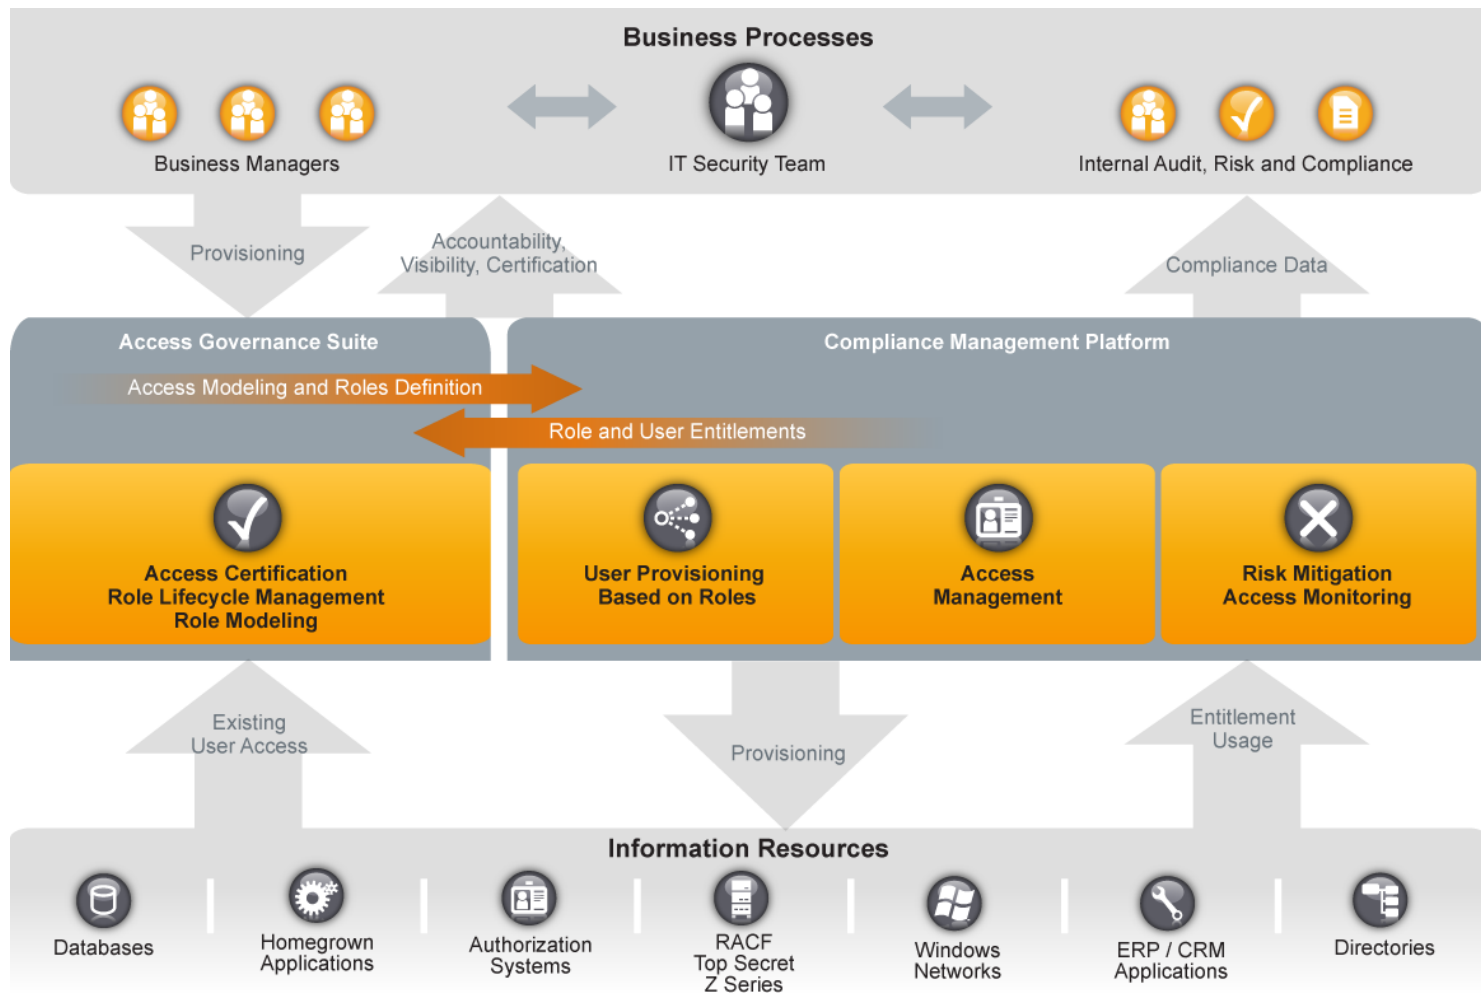 Business Processes
Business Managers
IT Security Team
Internal Audit, Risk and Compliance
Provisioning
Accountability,
Visibility, Certification
Compliance Data
Access Governance Suite
Compliance Management Platform
Access Modeling and Roles Definition
Role and User Entitlements
Access Certification
Role Lifecycle Management
Role Modeling
User Provisioning
Based on Roles
Access
Management
Risk Mitigation
Access Monitoring
Existing
User Access
Provisioning
Entitlement
Usage
Information Resources
Databases
Homegrown
Applications
Authorization
Systems
RACF
Top Secret
Z Series
Windows
Networks
ERP / CRM
Applications
Directories